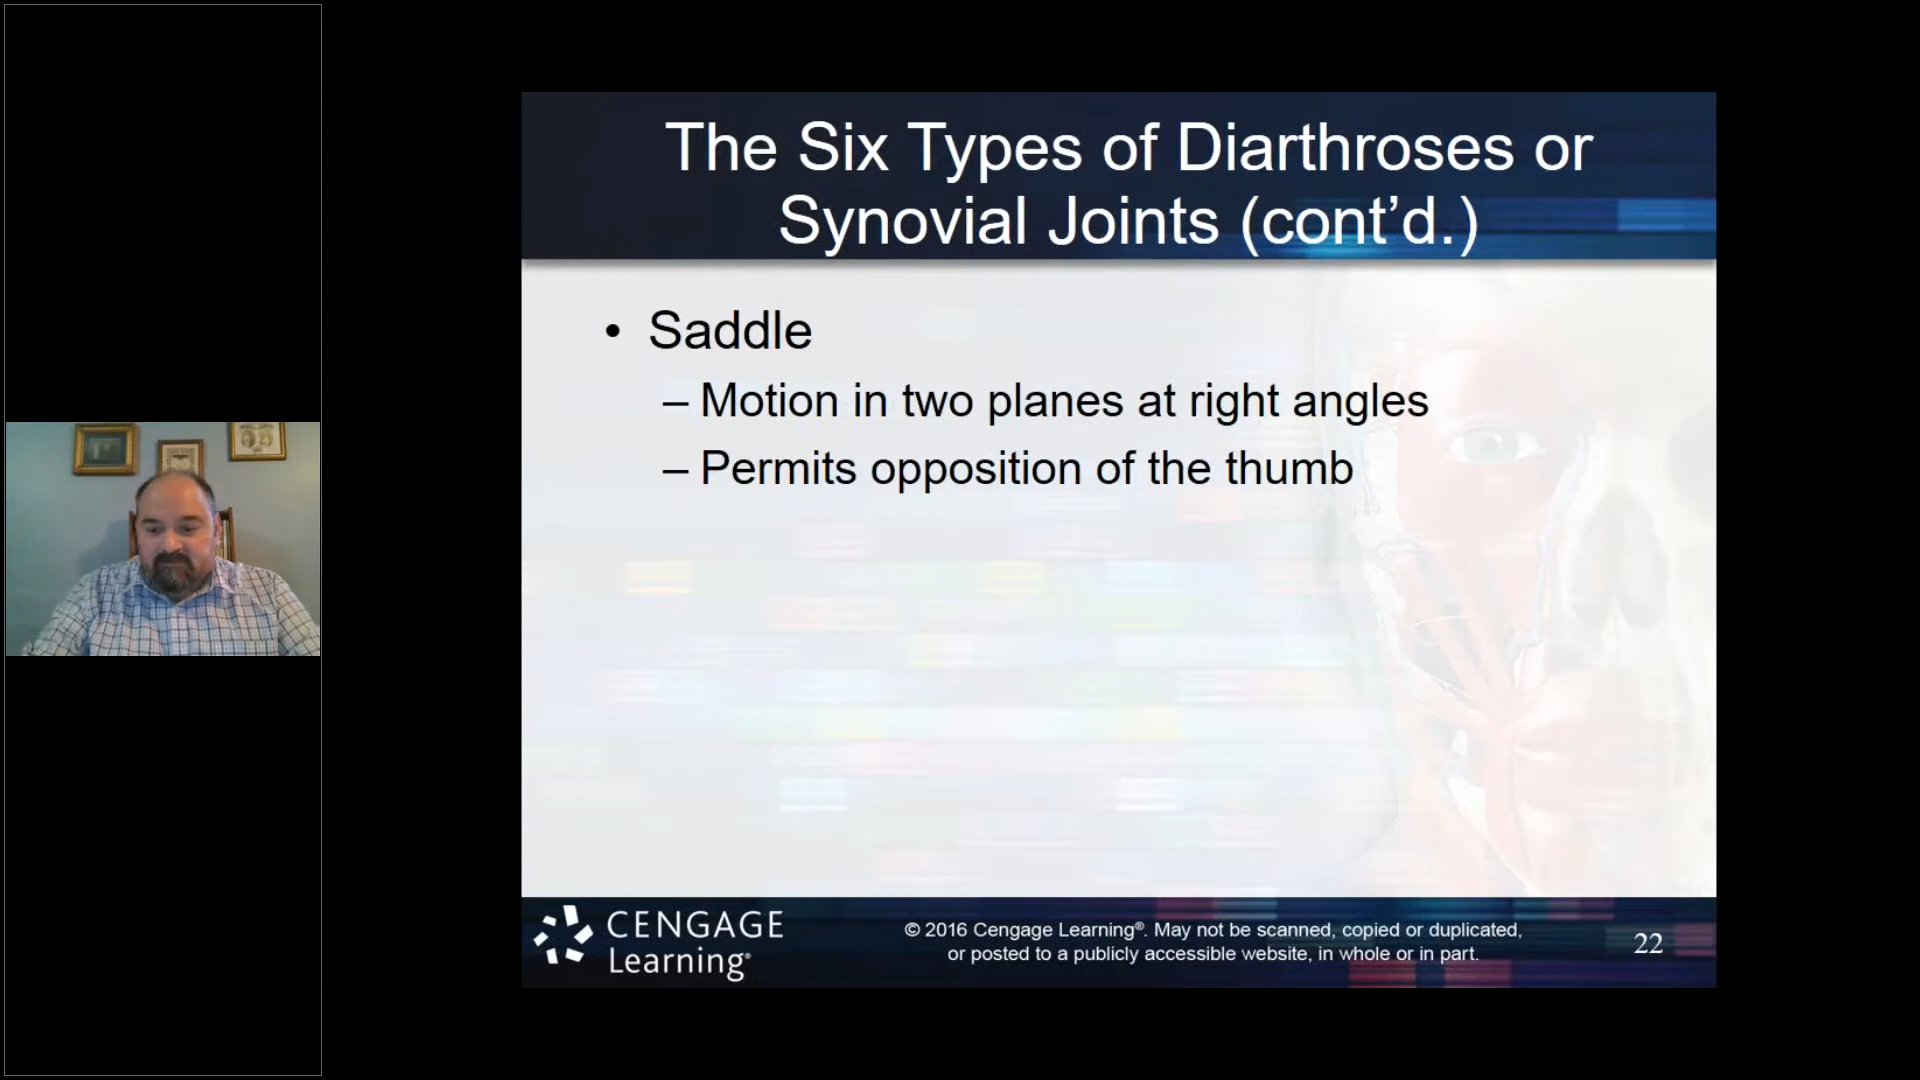 The Six Types of Diarthroses or
Synovial Joints (cont’d.)
• Saddle
– Motion in two planes at right angles
– Permits opposition of the thumb
CENGAGE
Learning®
© 2016 Cengage Learning®. May not be scanned, copied or duplicated,
or posted to a publicly accessible website, in whole or in part.
22